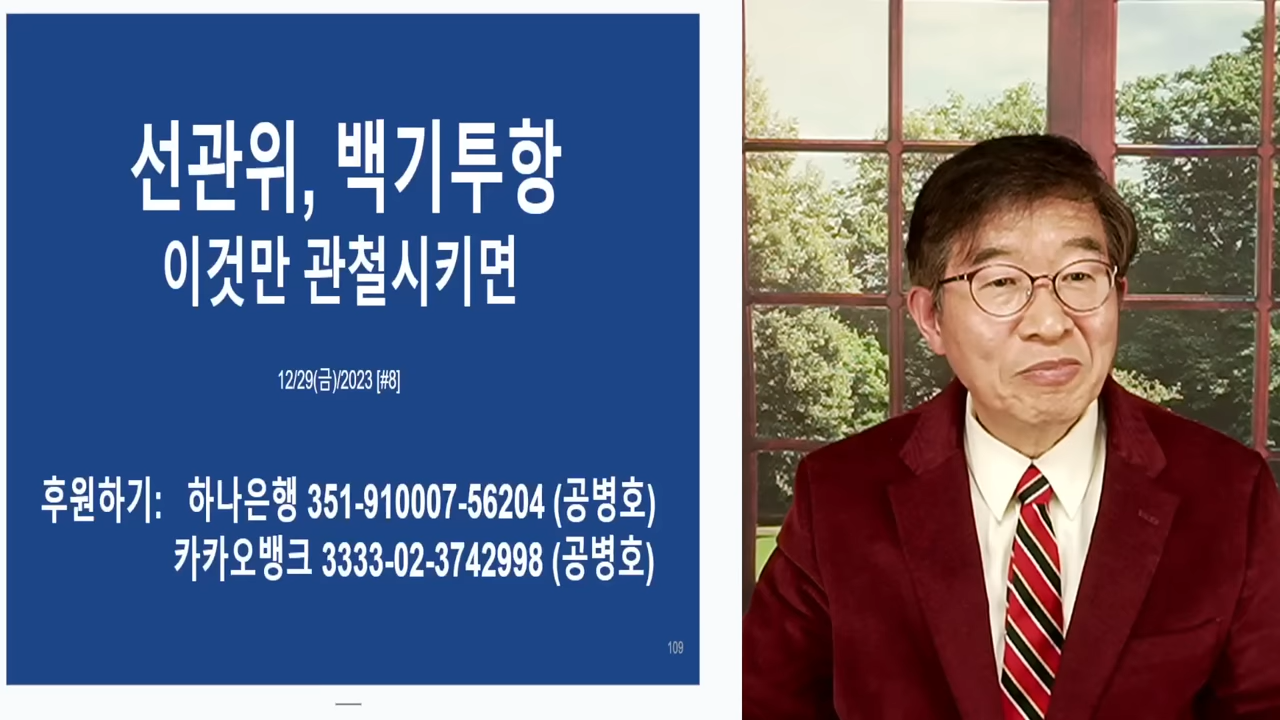 선관위, 백기투항
이것만 관철시키면
12/29(금)/2023 [#8]
후원하기: 하나은행 351-910007-56204 (공병호)
카카오뱅크 3333-02-3742998 (공병호)
109